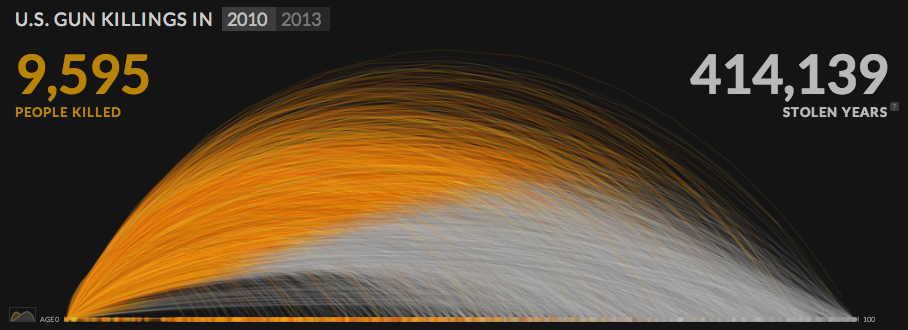 U.S. GUN KILLINGS IN 2010 2013
9,595
PEOPLE KILLED
414,139
STOLEN YEARS ?
AGE 0
100